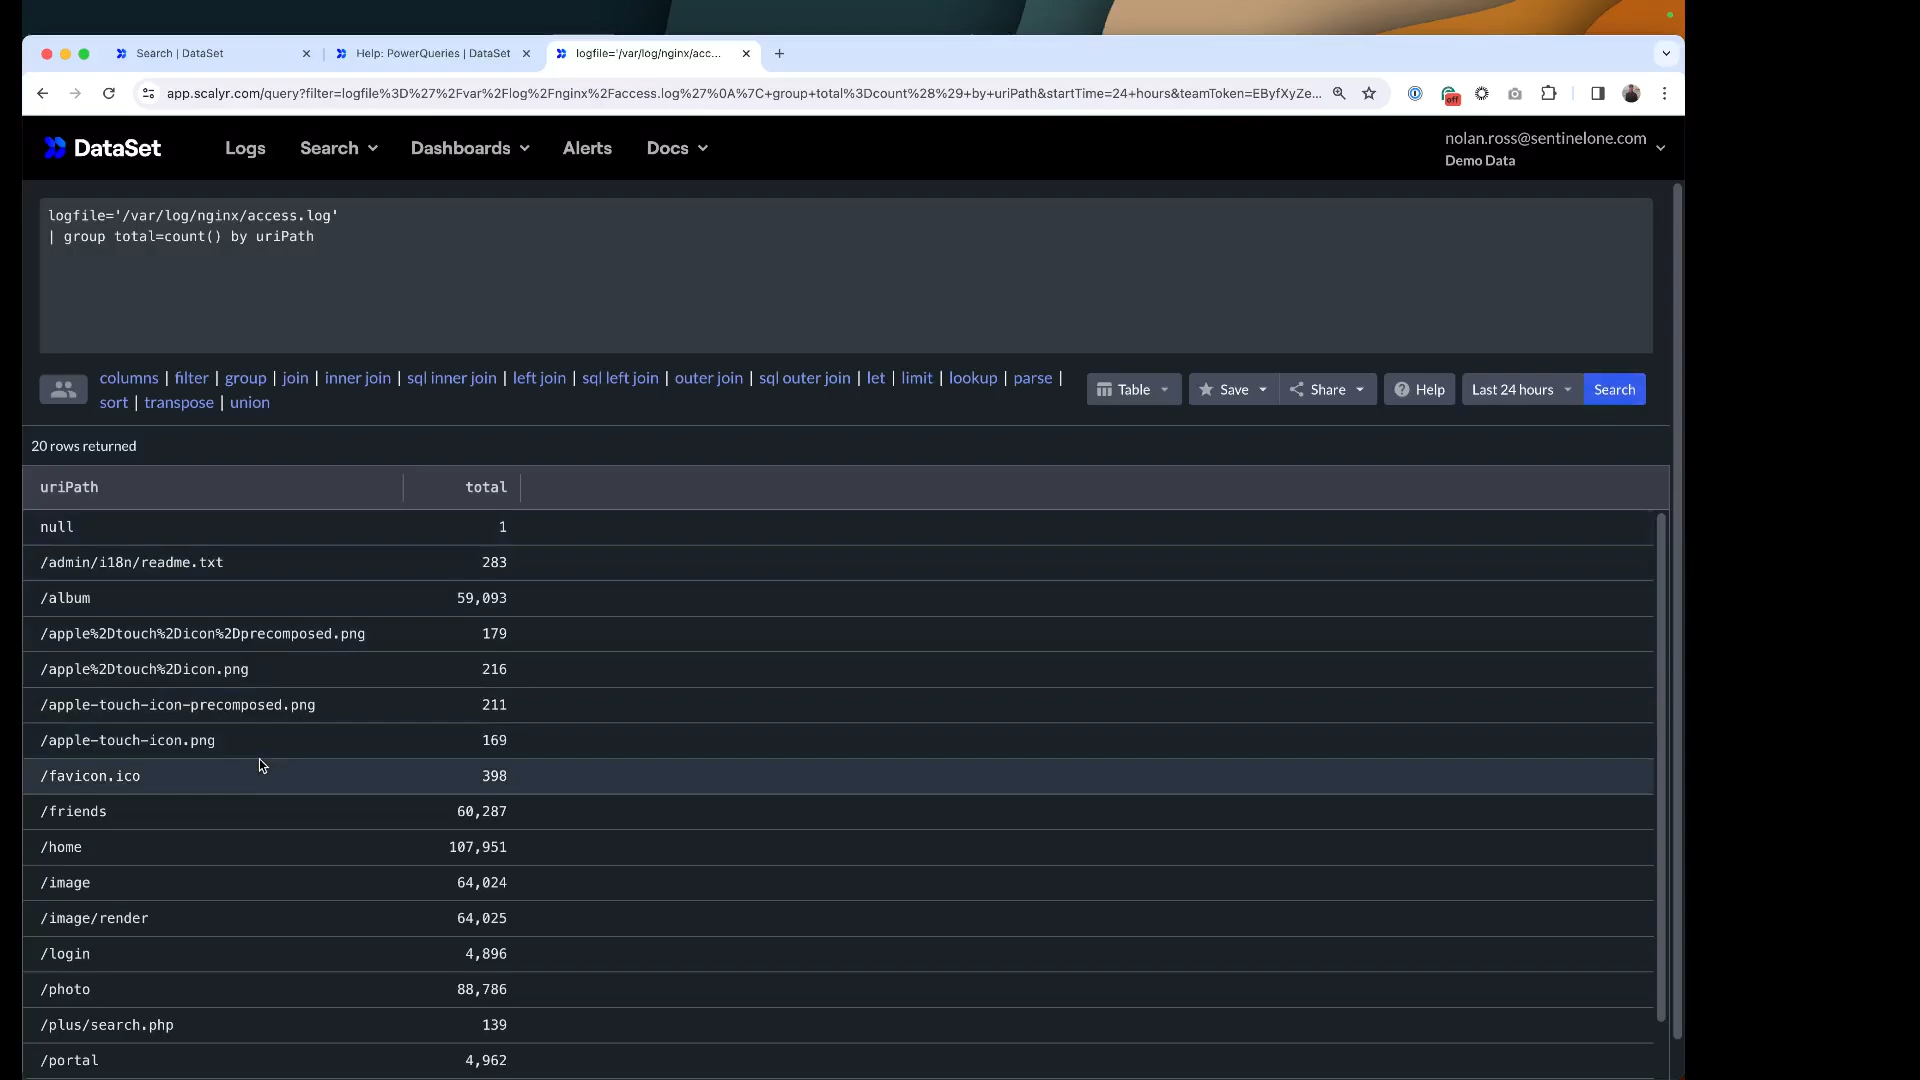 Search | DataSet
Help: PowerQueries | DataSet
logfile='/var/log/nginx/acc...
app.scalyr.com/query?filter=logfile%3D%27%2Fvar%2Flog%2Fnginx%2Faccess.log%27%0A%7C+group+total%3Dcount%28%29+by+uriPath&startTime=24+hours&teamToken=EByfXyZe...
off
DataSet
Logs
Search
Dashboards
Alerts
Docs
nolan.ross@sentinelone.com
Demo Data
logfile='/var/log/nginx/access.log'
| group total=count() by uriPath
columns | filter | group | join | inner join | sql inner join | left join | sql left join | outer join | sql outer join | let | limit | lookup | parse |
sort | transpose | union
Table
Save
Share
Help
Last 24 hours
Search
20 rows returned
uriPath total
null 1
/admin/i18n/readme.txt 283
/album 59,093
/apple%2Dtouch%2Dicon%2Dprecomposed.png 179
/apple%2Dtouch%2Dicon.png 216
/apple-touch-icon-precomposed.png 211
/apple-touch-icon.png 169
/favicon.ico 398
/friends 60,287
/home 107,951
/image 64,024
/image/render 64,025
/login 4,896
/photo 88,786
/plus/search.php 139
/portal 4,962